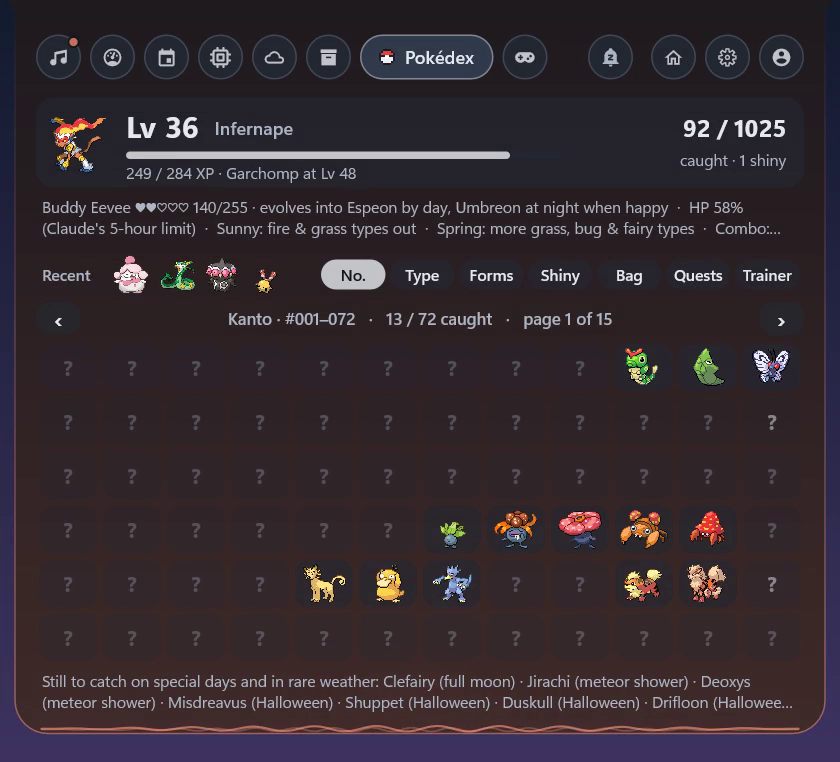 Pokédex
Lv 36 Infernape
92 / 1025
249 / 284 XP · Garchomp at Lv 48
caught · 1 shiny
Buddy Eevee ♥♥♡♡♡ 140/255 · evolves into Espeon by day, Umbreon at night when happy · HP 58%
(Claude's 5-hour limit) · Sunny: fire & grass types out · Spring: more grass, bug & fairy types · Combo:...
Recent
No. Type Forms Shiny Bag Quests Trainer
‹ Kanto · #001–072 · 13 / 72 caught · page 1 of 15 ›
? ? ? ? ? ? ? ? ?
? ? ? ? ? ? ? ? ? ? ? ?
? ? ? ? ? ? ? ? ? ? ? ?
? ? ? ? ? ? ?
? ? ? ? ? ? ?
? ? ? ? ? ? ? ? ? ? ? ?
Still to catch on special days and in rare weather: Clefairy (full moon) · Jirachi (meteor shower) · Deoxys
(meteor shower) · Misdreavus (Halloween) · Shuppet (Halloween) · Duskull (Halloween) · Drifloon (Hallowee...